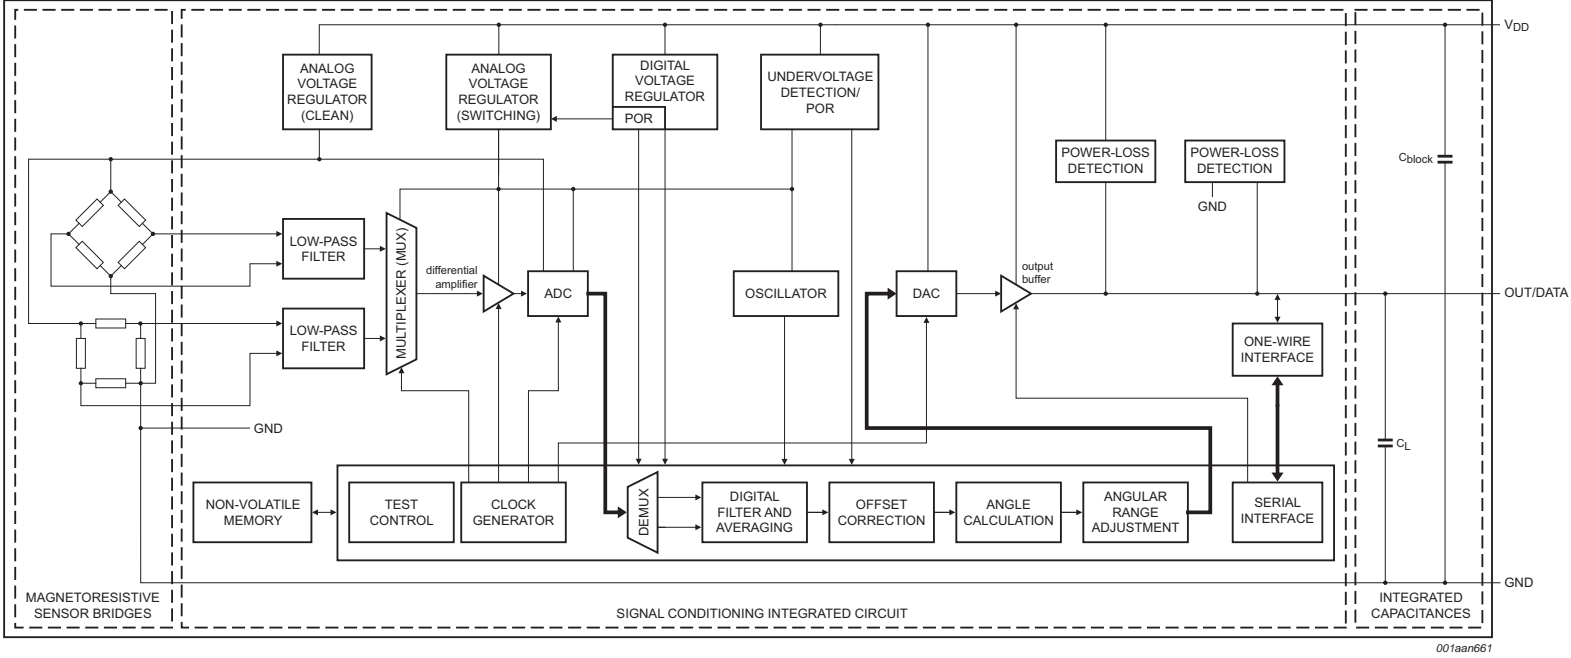 VDD
ANALOG
VOLTAGE
REGULATOR
(CLEAN)
ANALOG
VOLTAGE
REGULATOR
(SWITCHING)
DIGITAL
VOLTAGE
REGULATOR
POR
UNDERVOLTAGE
DETECTION/
POR
POWER-LOSS
DETECTION
POWER-LOSS
DETECTION
GND
Cblock
LOW-PASS
FILTER
LOW-PASS
FILTER
MULTIPLEXER (MUX)
differential
amplifier
ADC
OSCILLATOR
DAC
output
buffer
OUT/DATA
ONE-WIRE
INTERFACE
GND
CL
NON-VOLATILE
MEMORY
TEST
CONTROL
CLOCK
GENERATOR
DEMUX
DIGITAL
FILTER AND
AVERAGING
OFFSET
CORRECTION
ANGLE
CALCULATION
ANGULAR
RANGE
ADJUSTMENT
SERIAL
INTERFACE
GND
MAGNETORESISTIVE
SENSOR BRIDGES
SIGNAL CONDITIONING INTEGRATED CIRCUIT
INTEGRATED
CAPACITANCES
001aan661